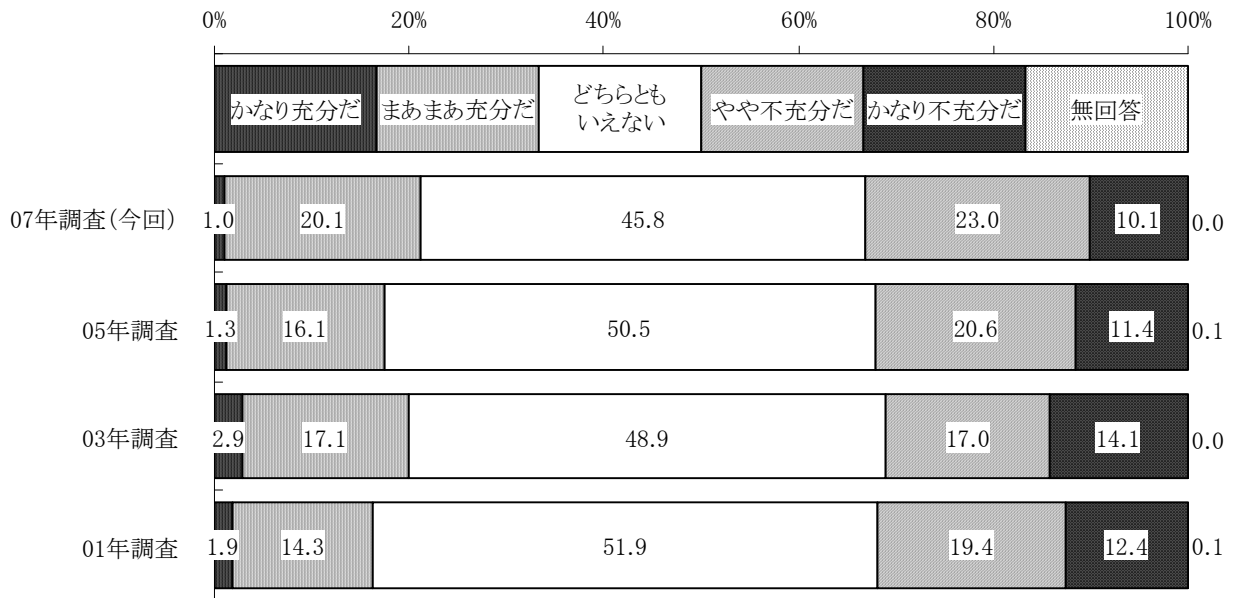 0% 20% 40% 60% 80% 100%
かなり充分だ まあまあ充分だ どちらとも
いえない やや不充分だ かなり不充分だ 無回答
07年調査(今回) 1.0 20.1 45.8 23.0 10.1 0.0
05年調査 1.3 16.1 50.5 20.6 11.4 0.1
03年調査 2.9 17.1 48.9 17.0 14.1 0.0
01年調査 1.9 14.3 51.9 19.4 12.4 0.1